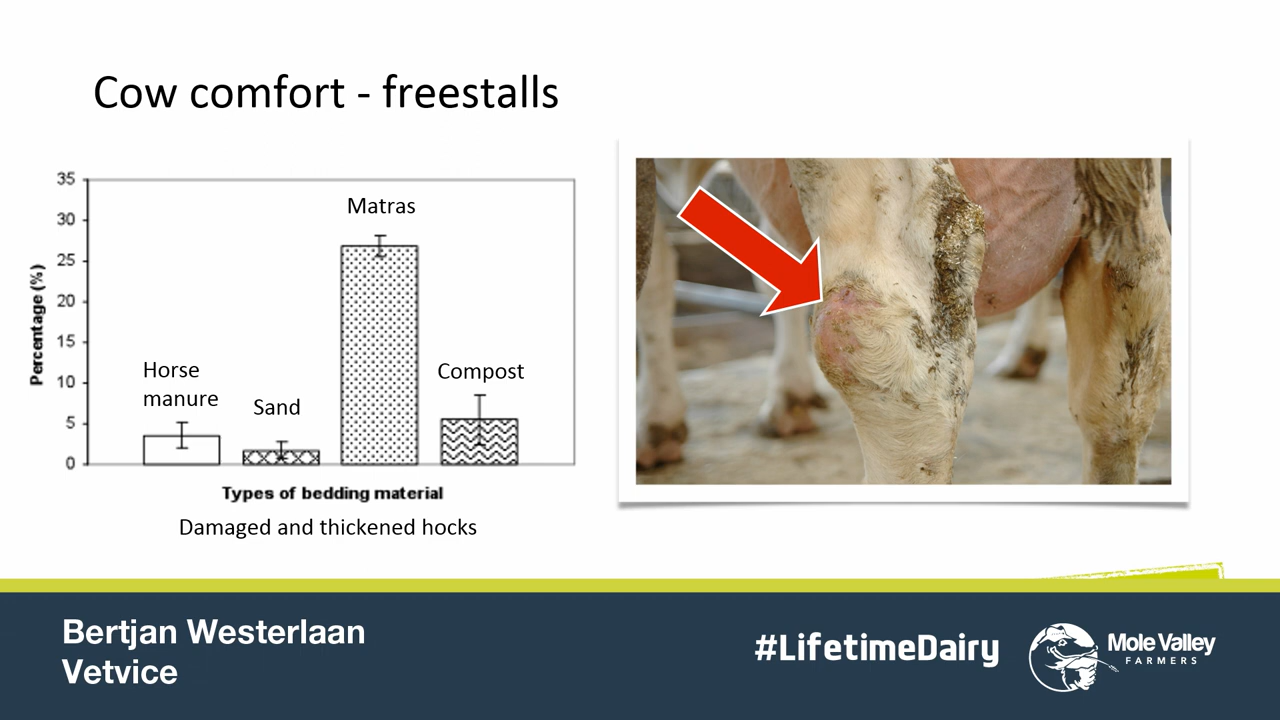 Cow comfort - freestalls
35
30
25
20
15
10
5
0
Percentage (%)
Horse
manure
Sand
Matras
Compost
Types of bedding material
Damaged and thickened hocks
Bertjan Westerlaan
Vetvice
#LifetimeDairy
Mole Valley
FARMERS